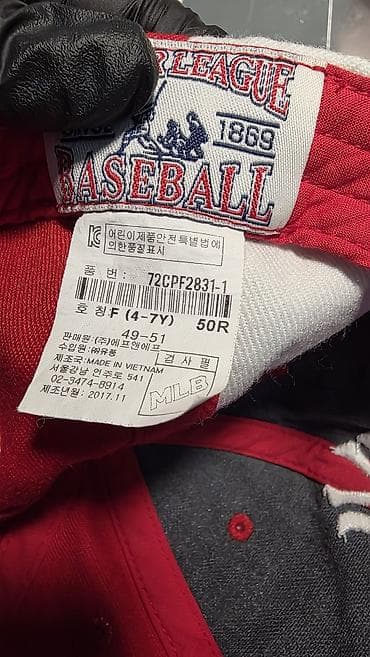 R LEAGUE
SINCE
1869
BASEBALL
어린이제품안전특별법에
의한품질표시
품 번: 72CPF2831-1
호 칭:F (4-7Y) 50R
49-51
판매원:(주)에프앤에프
수입원:㈜유풍
제조국:MADE IN VIETNAM
서울강남 언주로 541
02-3474-8914
제조년월:2017.11
검 사 필
MLB